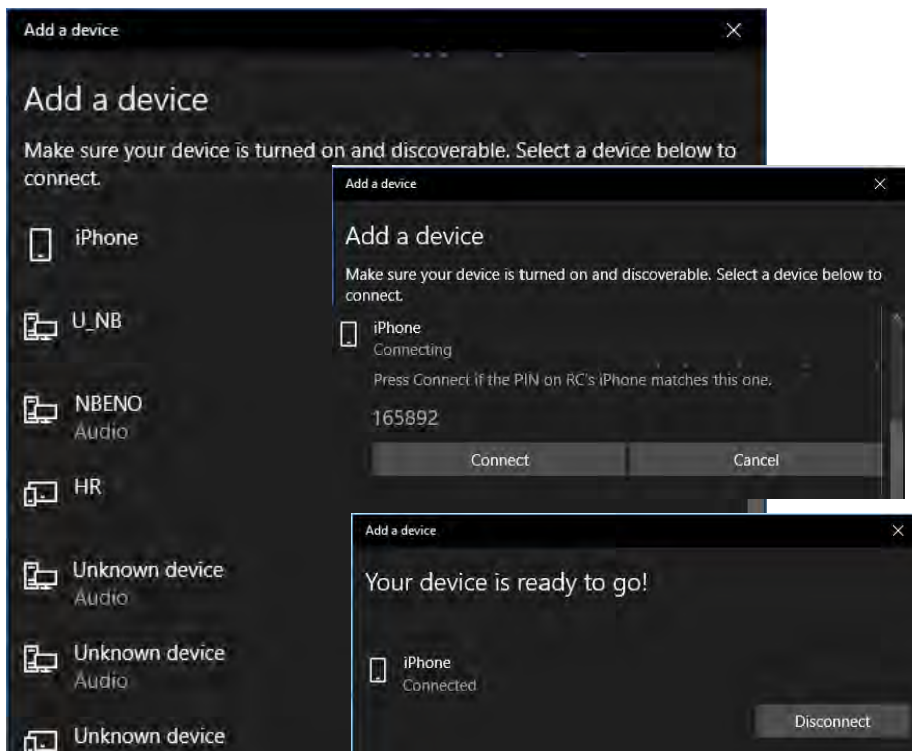 Add a device
Add a device
Make sure your device is turned on and discoverable. Select a device below to
connect.
iPhone
U_NB
NBENO
Audio
HR
Unknown device
Audio
Unknown device
Audio
Unknown device
Add a device
Add a device
Make sure your device is turned on and discoverable. Select a device below to
connect.
iPhone
Connecting
Press Connect if the PIN on RC's iPhone matches this one.
165892
Connect
Cancel
Add a device
Your device is ready to go!
iPhone
Connected
Disconnect